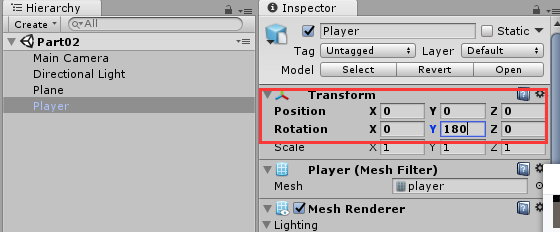 Hierarchy
Create
All
Part02
Main Camera
Directional Light
Plane
Player
Inspector
Player
Static
Tag Untagged Layer Default
Model Select Revert Open
Transform
Position X 0 Y 0 Z 0
Rotation X 0 Y 180 Z 0
Scale X 1 Y 1 Z 1
Player (Mesh Filter)
Mesh player
Mesh Renderer
Lighting